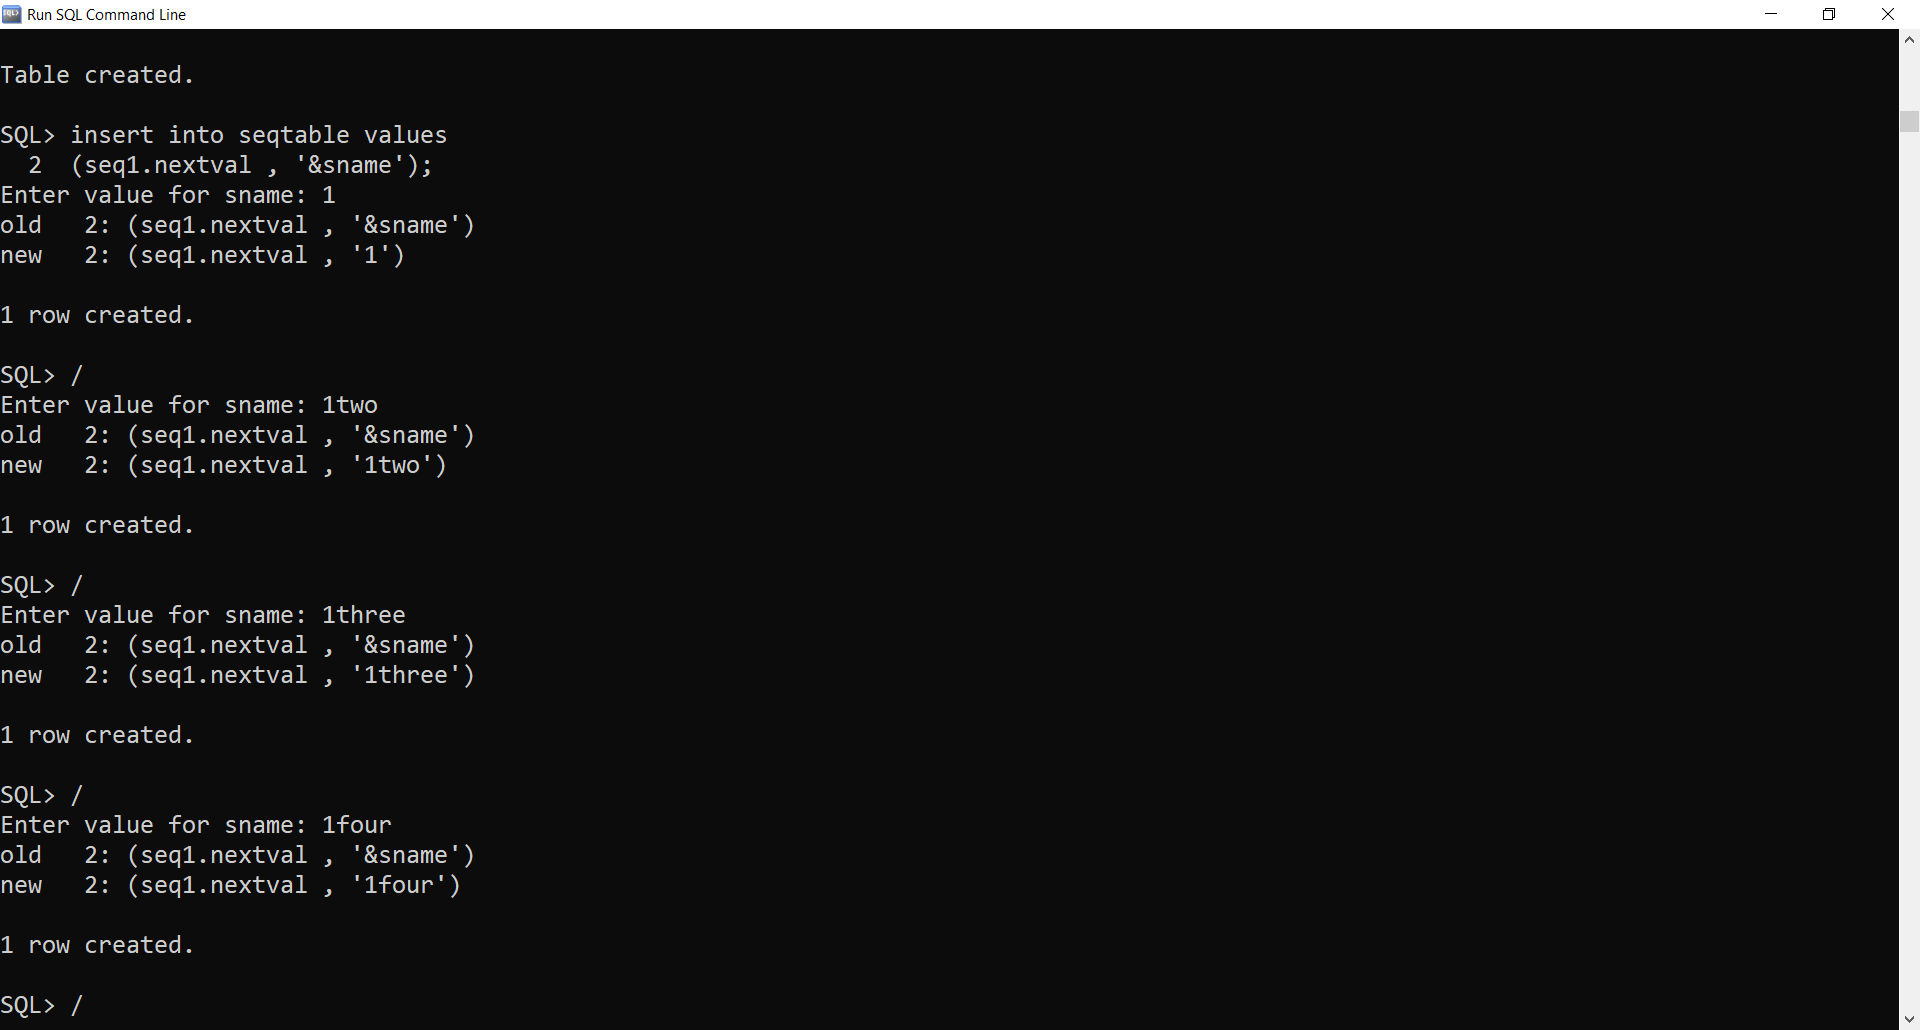 Run SQL Command Line
Table created.
SQL> insert into seqtable values
  2  (seq1.nextval , '&sname');
Enter value for sname: 1
old   2: (seq1.nextval , '&sname')
new   2: (seq1.nextval , '1')
1 row created.
SQL> /
Enter value for sname: 1two
old   2: (seq1.nextval , '&sname')
new   2: (seq1.nextval , '1two')
1 row created.
SQL> /
Enter value for sname: 1three
old   2: (seq1.nextval , '&sname')
new   2: (seq1.nextval , '1three')
1 row created.
SQL> /
Enter value for sname: 1four
old   2: (seq1.nextval , '&sname')
new   2: (seq1.nextval , '1four')
1 row created.
SQL> /